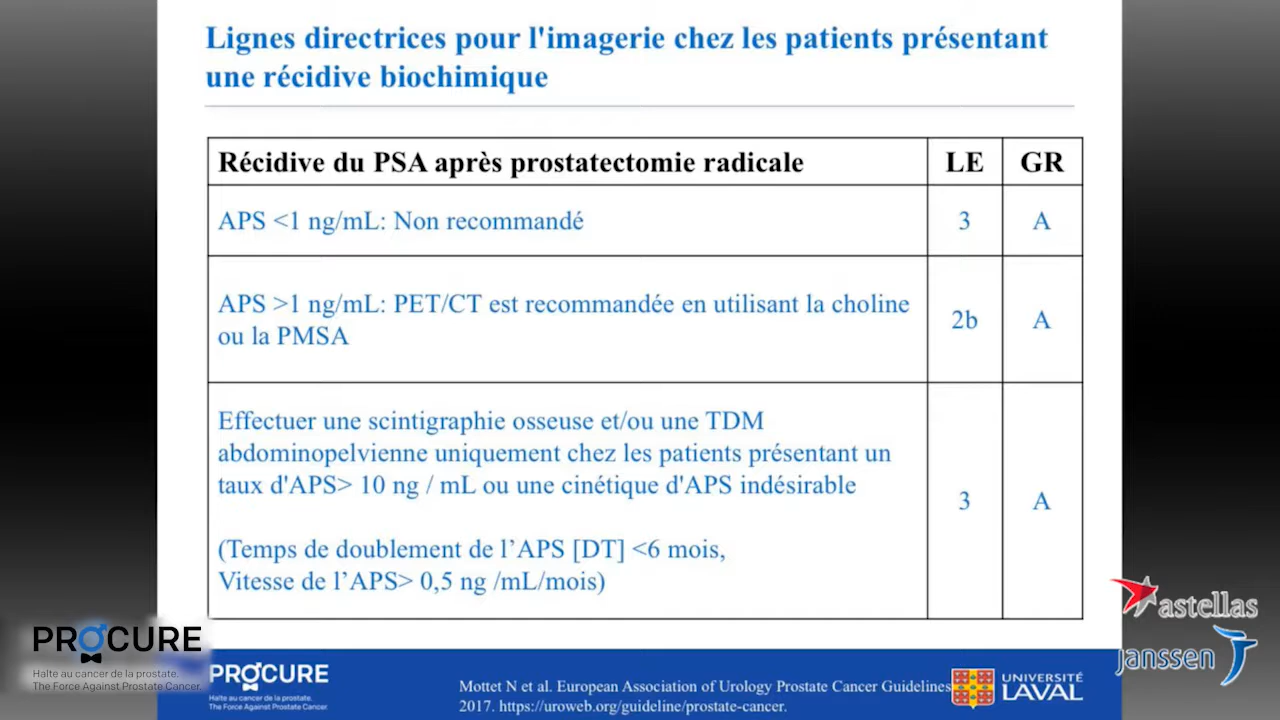 Lignes directrices pour l'imagerie chez les patients présentant
une récidive biochimique
Récidive du PSA après prostatectomie radicale LE GR
APS <1 ng/mL: Non recommandé 3 A
APS >1 ng/mL: PET/CT est recommandée en utilisant la choline
ou la PMSA
2b A
Effectuer une scintigraphie osseuse et/ou une TDM
abdominopelvienne uniquement chez les patients présentant un
taux d'APS> 10 ng / mL ou une cinétique d'APS indésirable
(Temps de doublement de l’APS [DT] <6 mois,
Vitesse de l’APS> 0,5 ng /mL/mois)
3 A
PROCURE
Halte au cancer de la prostate.
The Force Against Prostate Cancer.
PROCURE
Halte au cancer de la prostate.
The Force Against Prostate Cancer.
Mottet N et al. European Association of Urology Prostate Cancer Guidelines
2017. https://uroweb.org/guideline/prostate-cancer.
UNIVERSITÉ
LAVAL
astellas
janssen